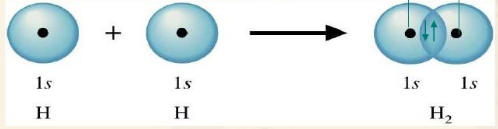 +
1s 1s 1s 1s
H H H₂